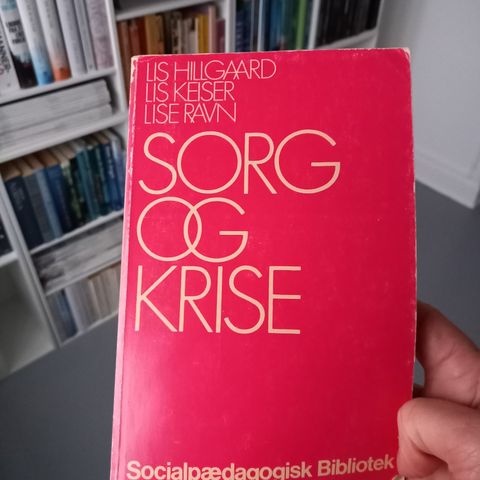 LIS HILLGAARD
LIS KEISER
LISE RAVN
SORG
OG
KRISE
Socialpædagogisk Bibliotek